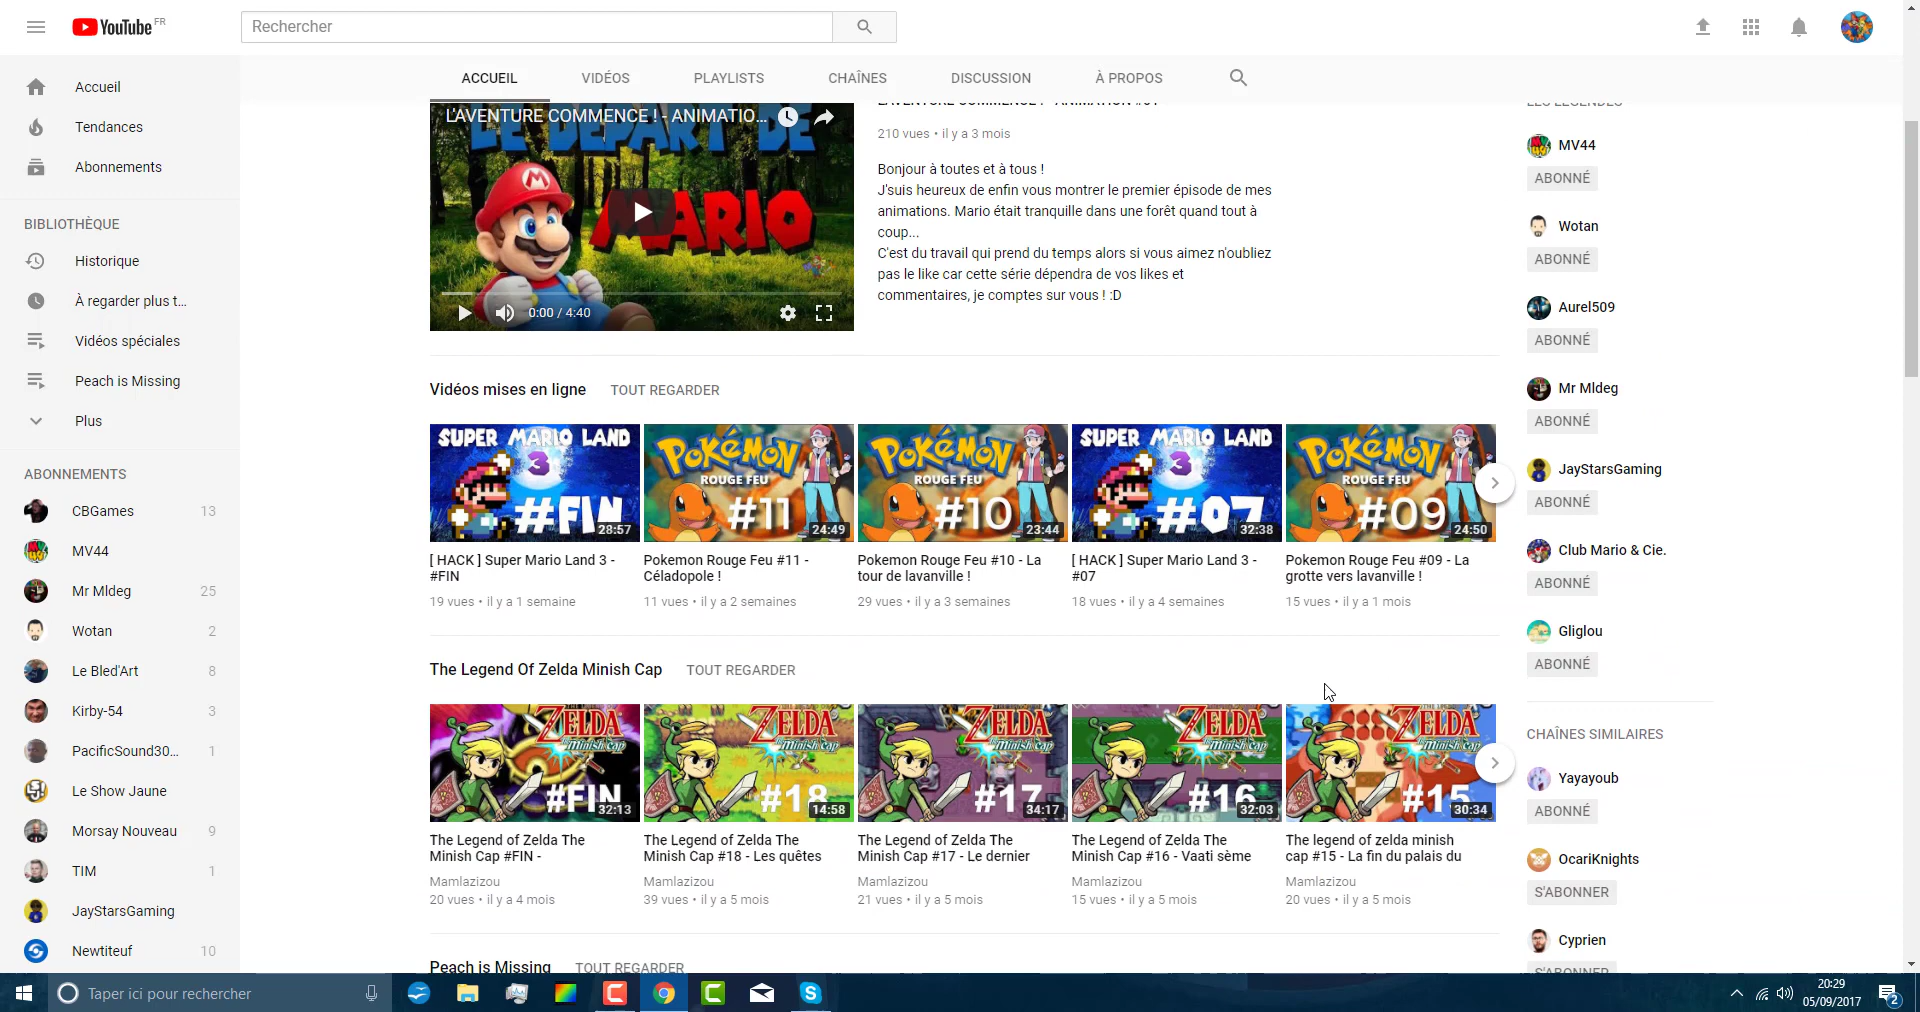 YouTube FR
Rechercher
Accueil
Tendances
Abonnements
BIBLIOTHÈQUE
Historique
À regarder plus t...
Vidéos spéciales
Peach is Missing
Plus
ABONNEMENTS
CBGames 13
MV44
Mr Mldeg 25
Wotan 2
Le Bled'Art 8
Kirby-54 3
PacificSound30... 1
Le Show Jaune
Morsay Nouveau 9
TIM 1
JayStarsGaming
Newtiteuf 10
ACCUEIL VIDÉOS PLAYLISTS CHAÎNES DISCUSSION À PROPOS
L'AVENTURE COMMENCE ! - ANIMATIO...
LE DÉPART DE
MARIO
0:00 / 4:40
L'AVENTURE COMMENCE ! - ANIMATION #01
210 vues • il y a 3 mois
Bonjour à toutes et à tous !
J'suis heureux de enfin vous montrer le premier épisode de mes
animations. Mario était tranquille dans une forêt quand tout à
coup...
C'est du travail qui prend du temps alors si vous aimez n'oubliez
pas le like car cette série dépendra de vos likes et
commentaires, je comptes sur vous ! :D
Vidéos mises en ligne TOUT REGARDER
SUPER MARIO LAND
3
#FIN
28:57
[ HACK ] Super Mario Land 3 -
#FIN
19 vues • il y a 1 semaine
POKÉMON
ROUGE FEU
#11
24:49
Pokemon Rouge Feu #11 -
Céladopole !
11 vues • il y a 2 semaines
POKÉMON
ROUGE FEU
#10
23:44
Pokemon Rouge Feu #10 - La
tour de lavanville !
29 vues • il y a 3 semaines
SUPER MARIO LAND
3
#07
32:38
[ HACK ] Super Mario Land 3 -
#07
18 vues • il y a 4 semaines
POKÉMON
ROUGE FEU
#09
24:50
Pokemon Rouge Feu #09 - La
grotte vers lavanville !
15 vues • il y a 1 mois
The Legend Of Zelda Minish Cap TOUT REGARDER
ZELDA
The Minish Cap
#FIN
32:13
The Legend of Zelda The
Minish Cap #FIN -
Mamlazizou
20 vues • il y a 4 mois
ZELDA
The Minish Cap
#18
14:58
The Legend of Zelda The
Minish Cap #18 - Les quêtes
Mamlazizou
39 vues • il y a 5 mois
ZELDA
The Minish Cap
#17
34:17
The Legend of Zelda The
Minish Cap #17 - Le dernier
Mamlazizou
21 vues • il y a 5 mois
ZELDA
The Minish Cap
#16
32:03
The Legend of Zelda The
Minish Cap #16 - Vaati sème
Mamlazizou
15 vues • il y a 5 mois
ZELDA
The Minish Cap
#15
30:34
The legend of zelda minish
cap #15 - La fin du palais du
Mamlazizou
20 vues • il y a 5 mois
Peach is Missing TOUT REGARDER
LES LÉGENDES
MV44
ABONNÉ
Wotan
ABONNÉ
Aurel509
ABONNÉ
Mr Mldeg
ABONNÉ
JayStarsGaming
ABONNÉ
Club Mario & Cie.
ABONNÉ
Gliglou
ABONNÉ
CHAÎNES SIMILAIRES
Yayayoub
ABONNÉ
OcariKnights
S'ABONNER
Cyprien
S'ABONNER
Taper ici pour rechercher
20:29
05/09/2017
2